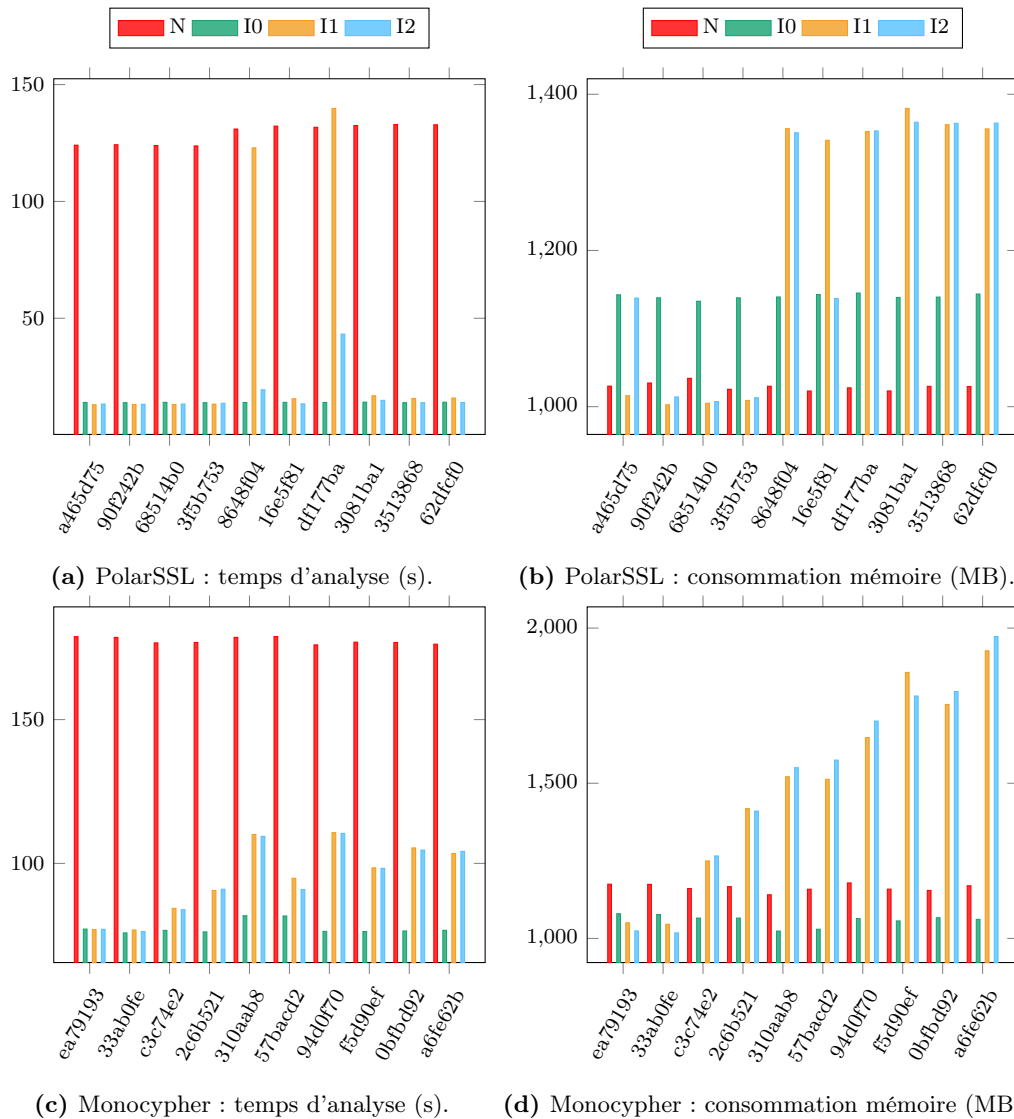 N I0 I1 I2
N I0 I1 I2
150
100
50
a465d75
90f242b
68514b0
3f5b753
8648f04
16e5f81
df177ba
3081ba1
3513868
62dfcf0
(a) PolarSSL : temps d'analyse (s).
1,400
1,200
1,000
a465d75
90f242b
68514b0
3f5b753
8648f04
16e5f81
df177ba
3081ba1
3513868
62dfcf0
(b) PolarSSL : consommation mémoire (MB).
150
100
ea79193
33ab0fe
c3c74e2
2c6b521
310aab8
57bacd2
94d0f70
f5d90ef
0bfbd92
a6fe62b
(c) Monocypher : temps d'analyse (s).
2,000
1,500
1,000
ea79193
33ab0fe
c3c74e2
2c6b521
310aab8
57bacd2
94d0f70
f5d90ef
0bfbd92
a6fe62b
(d) Monocypher : consommation mémoire (MB